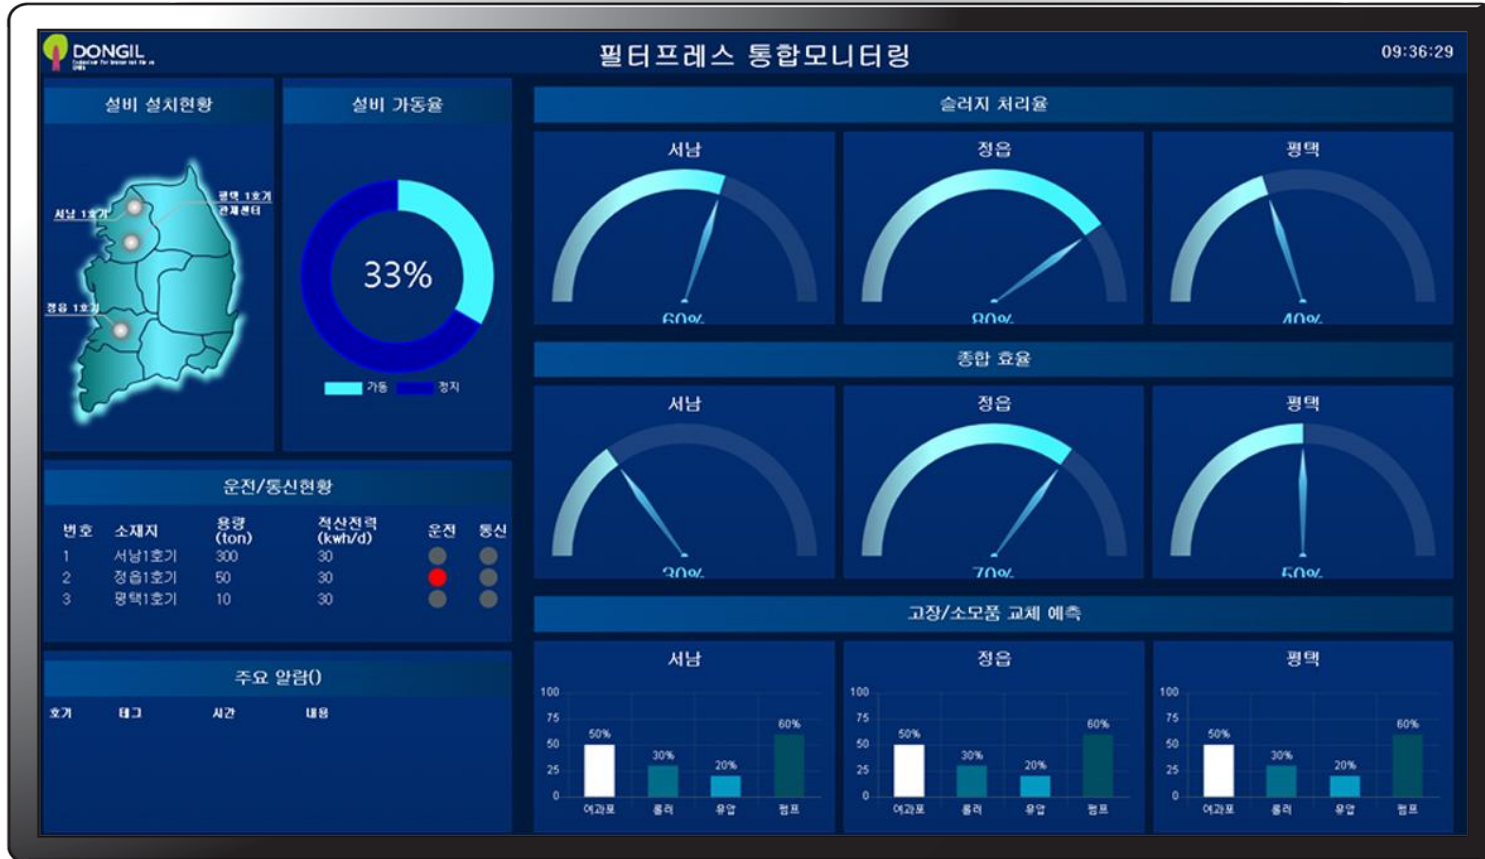 DONGIL
필터프레스 통합모니터링
09:36:29
설비 설치현황
서남 1호기
평택 1호기
관제센터
정읍 1호기
설비 가동율
33%
가동 정지
운전/통신현황
번호 소재지 용량 (ton) 적산전력 (kwh/d) 운전 통신
1 서남1호기 300 30
2 정읍1호기 50 30
3 평택1호기 10 30
주요 알람()
호기 태그 시간 내용
슬러지 처리율
서남 정읍 평택
60% 80% 40%
종합 효율
서남 정읍 평택
30% 70% 50%
고장/소모품 교체 예측
서남
100
75
50
25
0
50% 30% 20% 60%
여과포 롤러 유압 펌프
정읍
100
75
50
25
0
50% 30% 20% 60%
여과포 롤러 유압 펌프
평택
100
75
50
25
0
50% 30% 20% 60%
여과포 롤러 유압 펌프